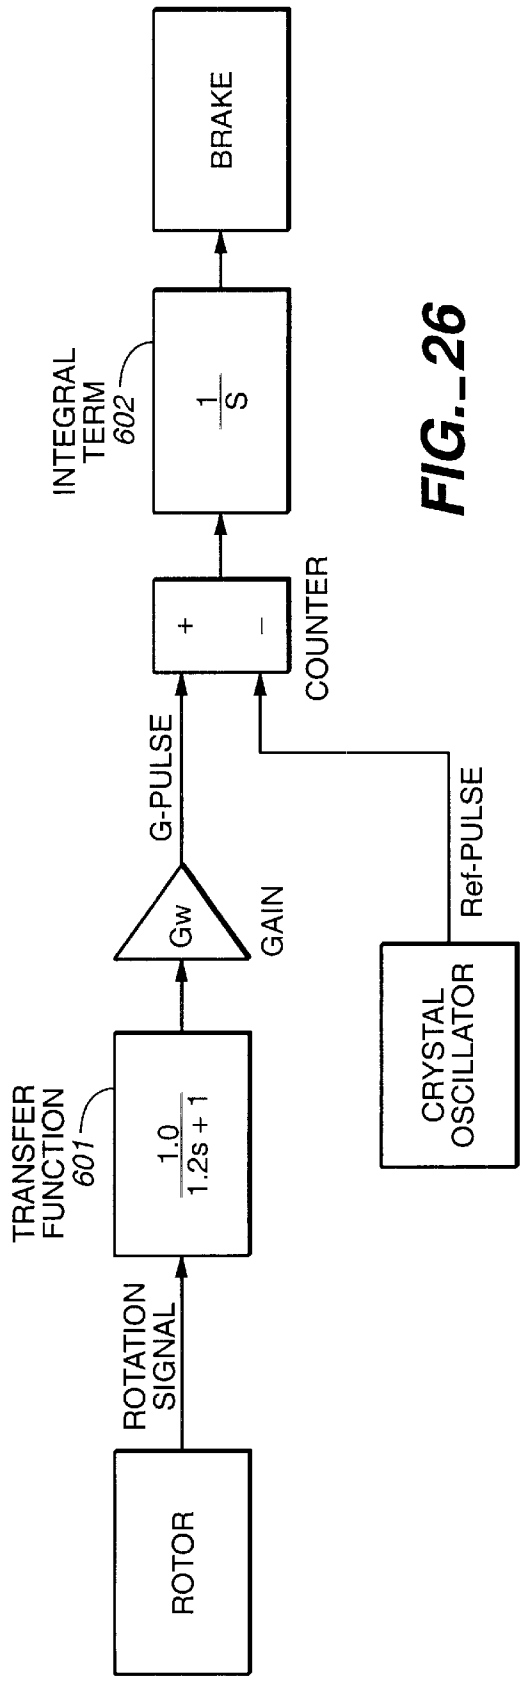 ROTOR
ROTATION
SIGNAL
TRANSFER
FUNCTION
601
1.0
1.2s + 1
Gw
GAIN
G-PULSE
CRYSTAL
OSCILLATOR
Ref-PULSE
+
−
COUNTER
INTEGRAL
TERM
602
1
S
BRAKE
FIG._26